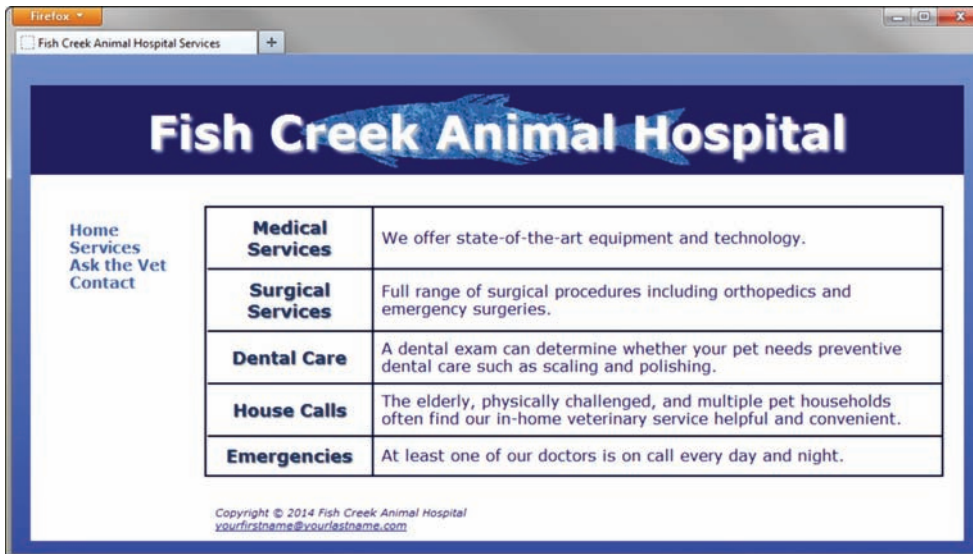 Firefox
Fish Creek Animal Hospital Services
+
Fish Creek Animal Hospital
Home
Services
Ask the Vet
Contact
Medical
Services
We offer state-of-the-art equipment and technology.
Surgical
Services
Full range of surgical procedures including orthopedics and
emergency surgeries.
Dental Care
A dental exam can determine whether your pet needs preventive
dental care such as scaling and polishing.
House Calls
The elderly, physically challenged, and multiple pet households
often find our in-home veterinary service helpful and convenient.
Emergencies
At least one of our doctors is on call every day and night.
Copyright © 2014 Fish Creek Animal Hospital
yourfirstname@yourlastname.com